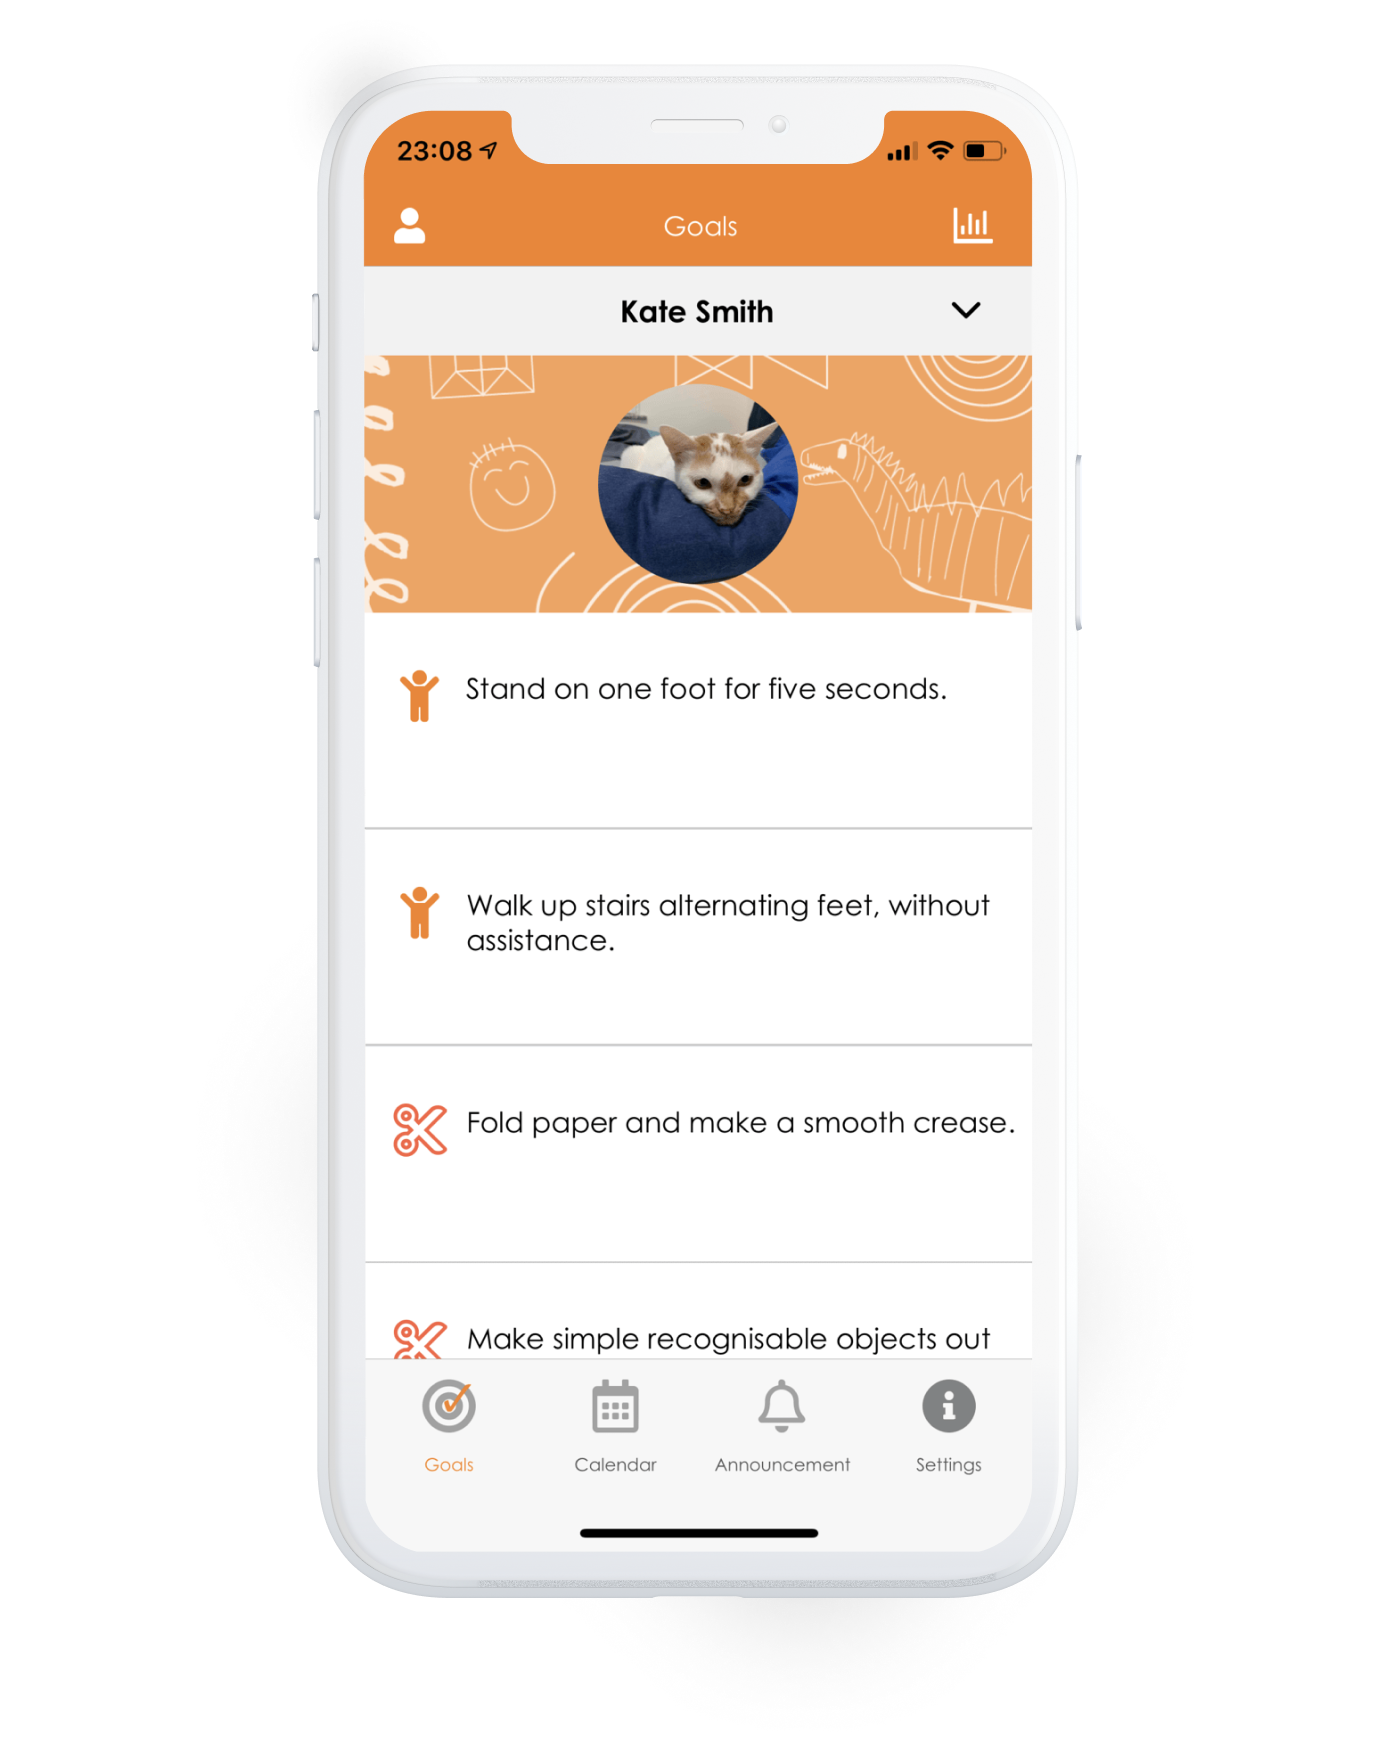 23:08
Goals
Kate Smith
Stand on one foot for five seconds.
Walk up stairs alternating feet, without
assistance.
Fold paper and make a smooth crease.
Make simple recognisable objects out
Goals
Calendar
Announcement
Settings